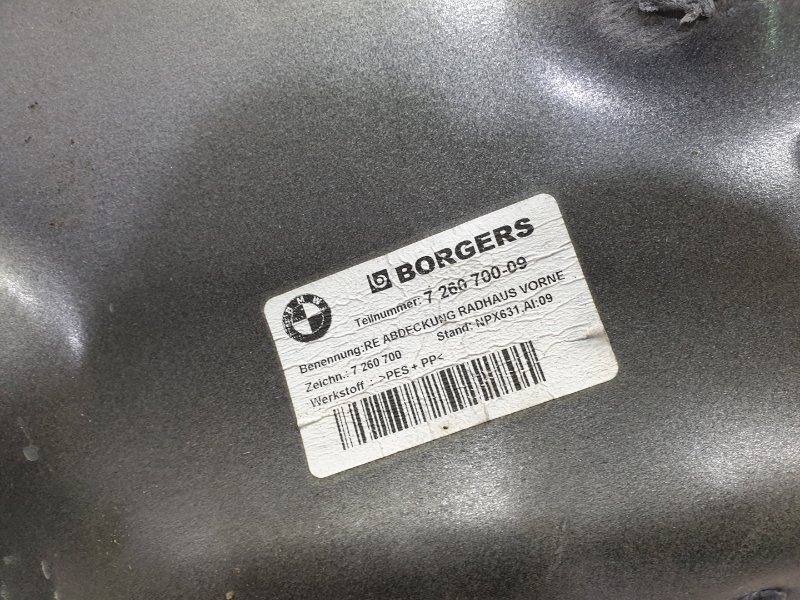 BORGERS
BMW
Teilnummer: 7 260 700-09
Benennung:RE ABDECKUNG RADHAUS VORNE
Zeichn.: 7 260 700 Stand: NPX631.AI:09
Werkstoff : >PES + PP<